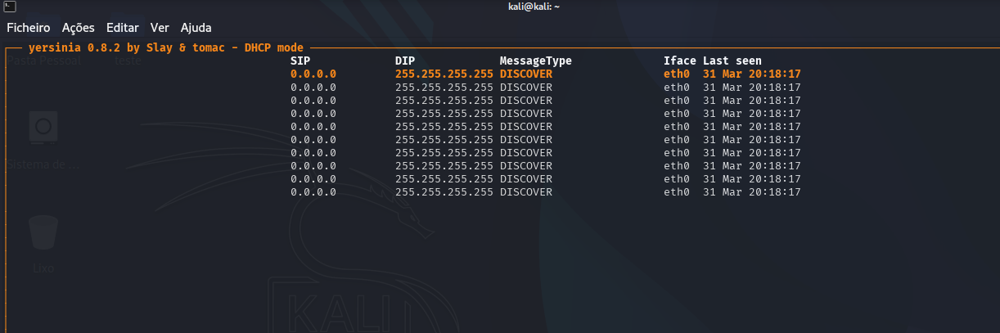 kali@kali: ~
Ficheiro Ações Editar Ver Ajuda
yersinia 0.8.2 by Slay & tomac - DHCP mode
Pasta Pessoal teste
SIP DIP MessageType Iface Last seen
0.0.0.0 255.255.255.255 DISCOVER eth0 31 Mar 20:18:17
0.0.0.0 255.255.255.255 DISCOVER eth0 31 Mar 20:18:17
0.0.0.0 255.255.255.255 DISCOVER eth0 31 Mar 20:18:17
0.0.0.0 255.255.255.255 DISCOVER eth0 31 Mar 20:18:17
0.0.0.0 255.255.255.255 DISCOVER eth0 31 Mar 20:18:17
0.0.0.0 255.255.255.255 DISCOVER eth0 31 Mar 20:18:17
0.0.0.0 255.255.255.255 DISCOVER eth0 31 Mar 20:18:17
0.0.0.0 255.255.255.255 DISCOVER eth0 31 Mar 20:18:17
0.0.0.0 255.255.255.255 DISCOVER eth0 31 Mar 20:18:17
0.0.0.0 255.255.255.255 DISCOVER eth0 31 Mar 20:18:17
Sistema de ...
Lixo
KALI